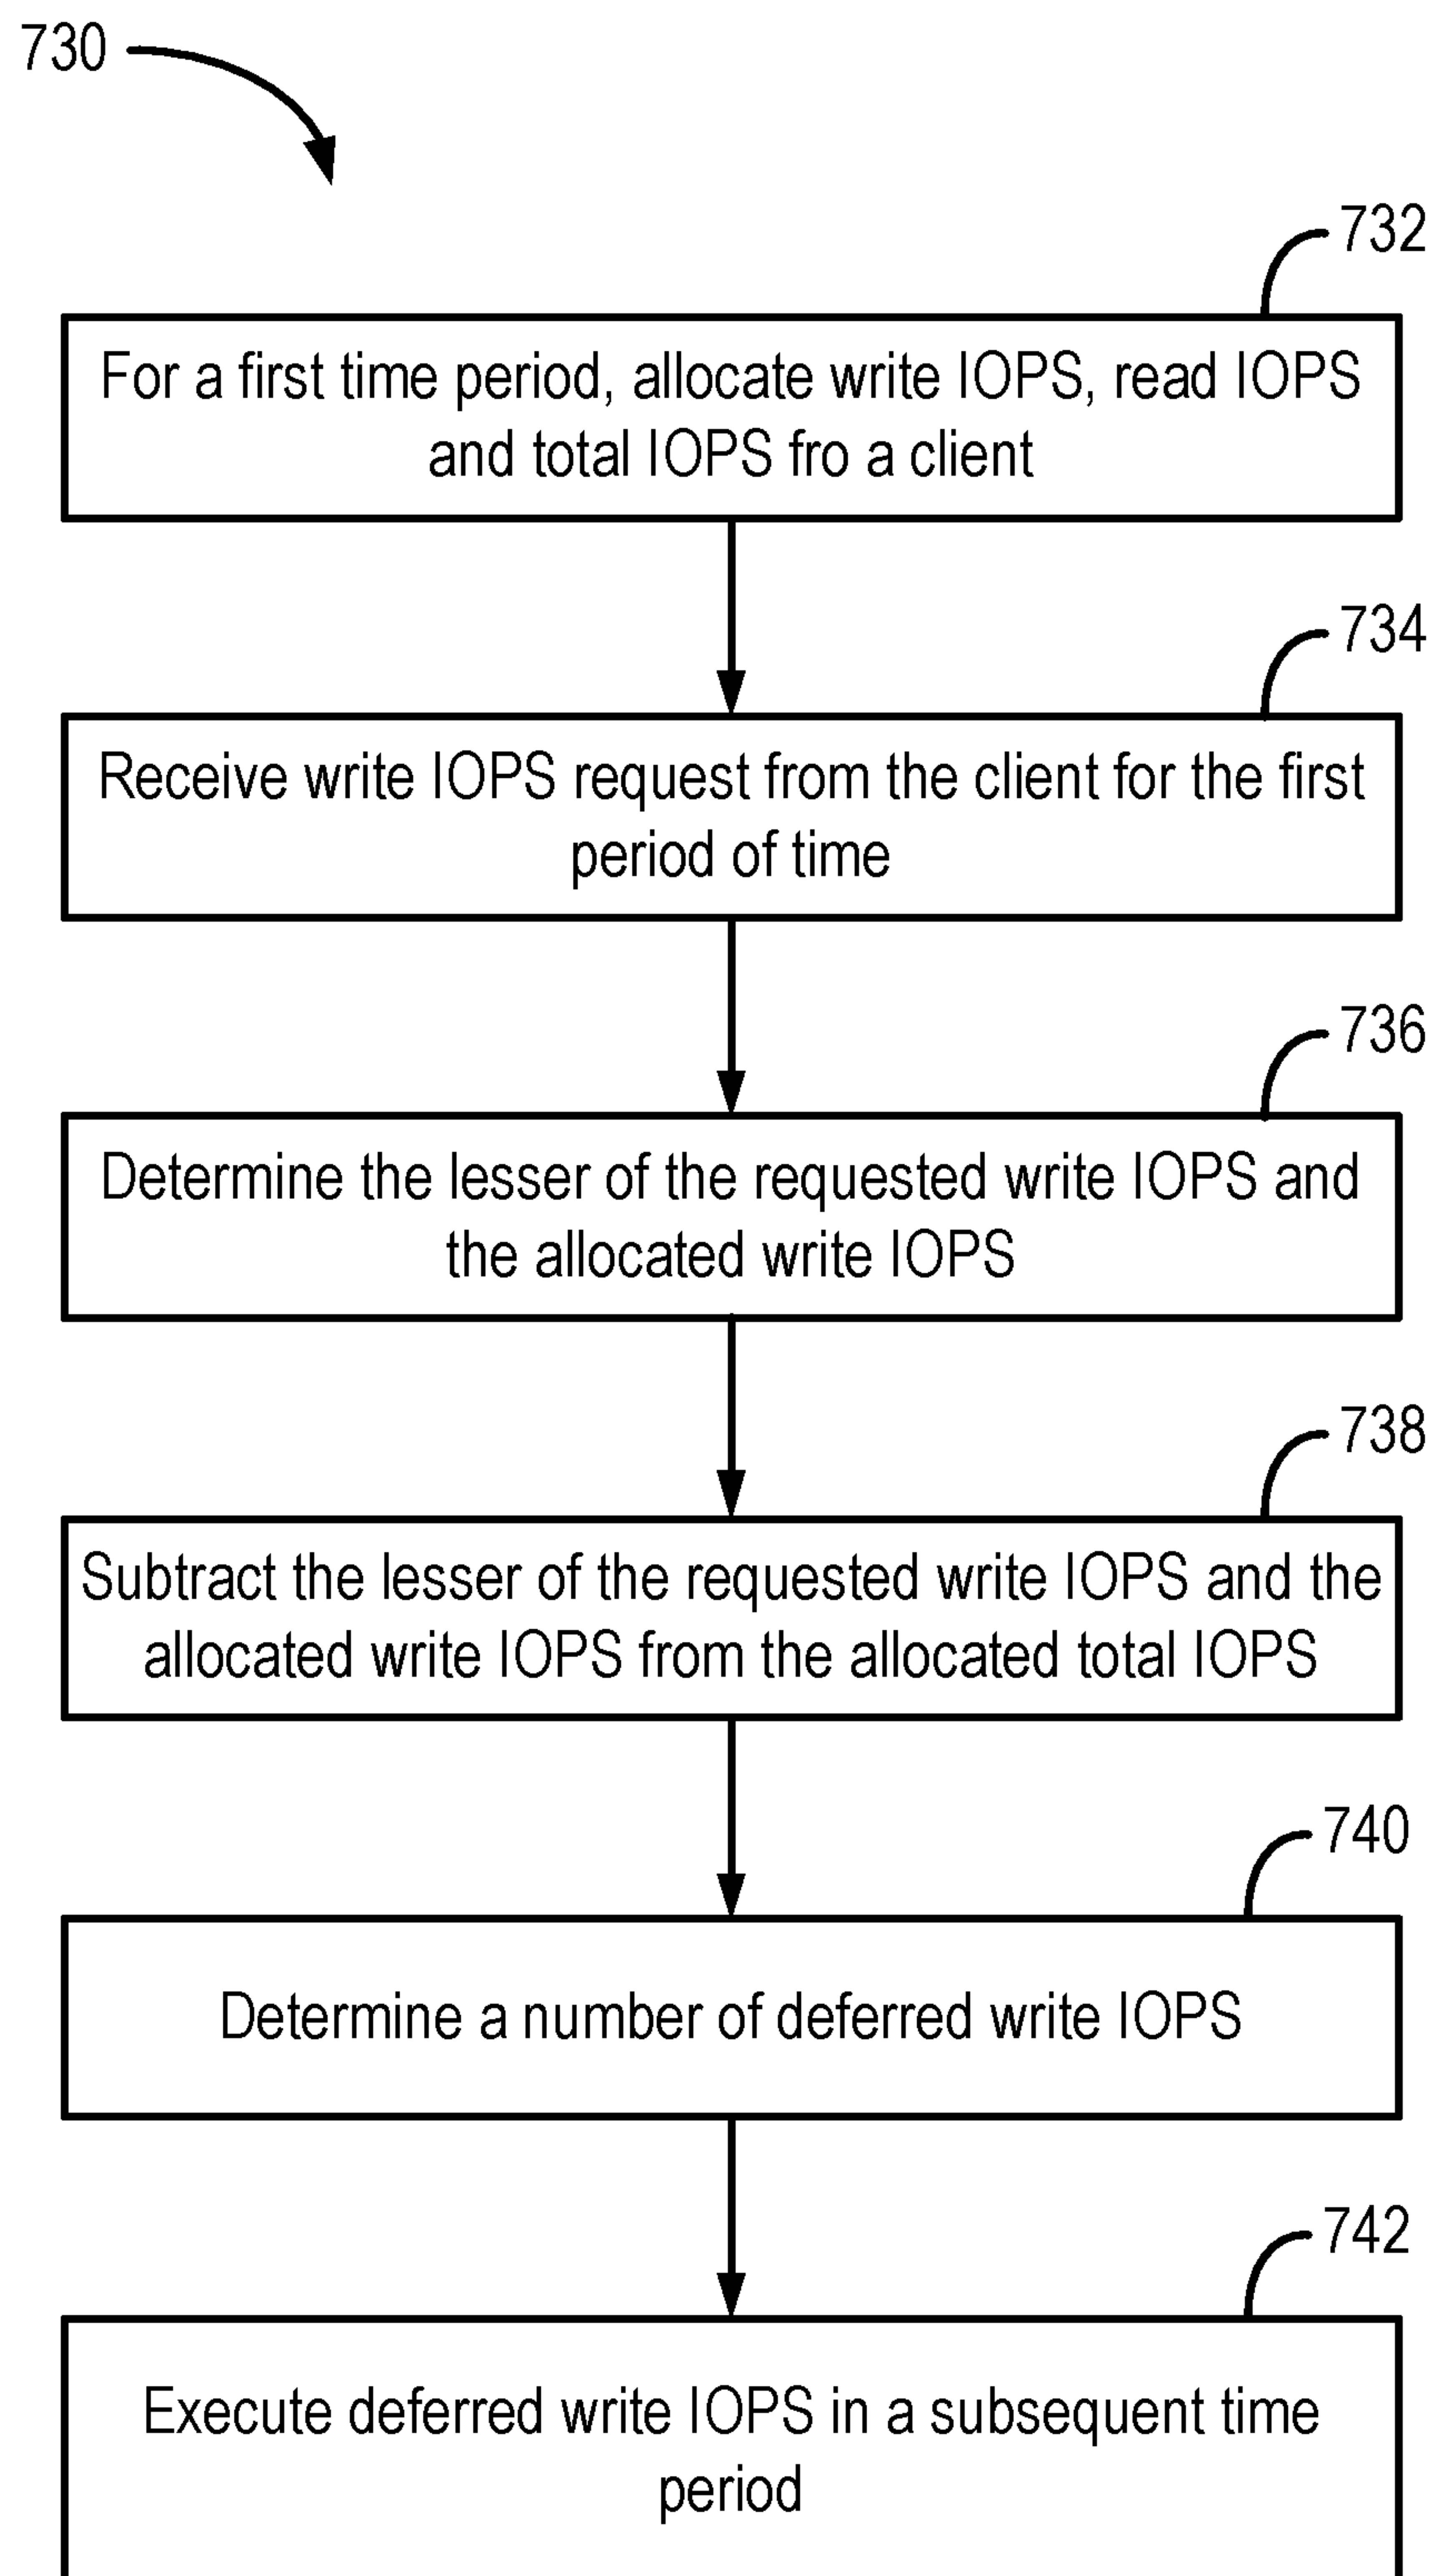 730
732
For a first time period, allocate write IOPS, read IOPS
and total IOPS fro a client
734
Receive write IOPS request from the client for the first
period of time
736
Determine the lesser of the requested write IOPS and
the allocated write IOPS
738
Subtract the lesser of the requested write IOPS and the
allocated write IOPS from the allocated total IOPS
740
Determine a number of deferred write IOPS
742
Execute deferred write IOPS in a subsequent time
period